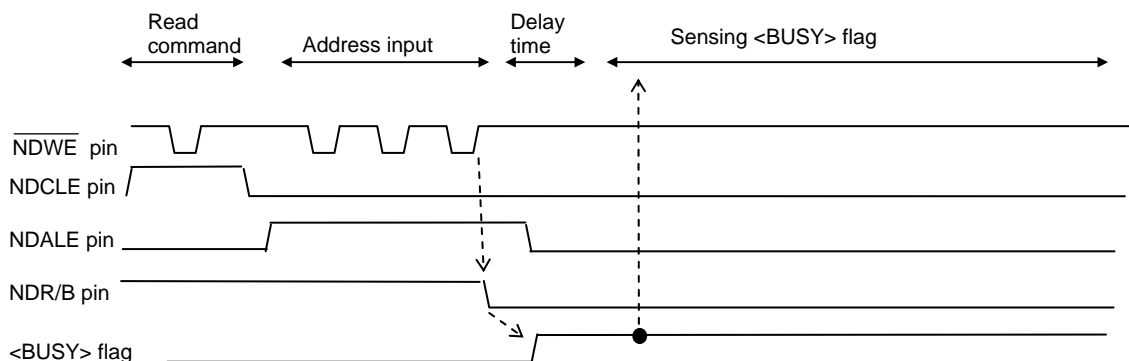 Read command
Address input
Delay time
Sensing <BUSY> flag
NDWE pin
NDCLE pin
NDALE pin
NDR/B pin
<BUSY> flag